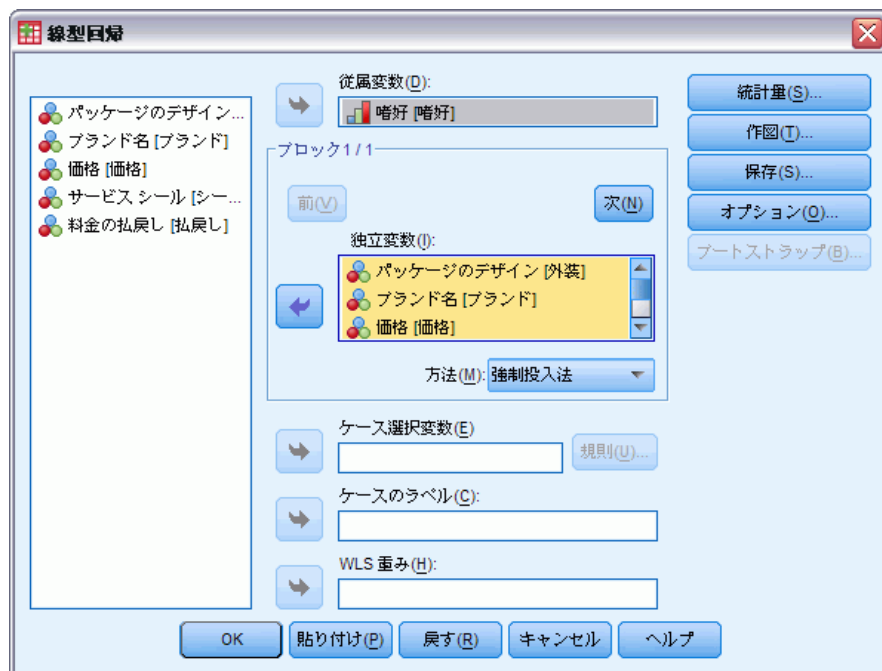 線型回帰
パッケージのデザイン...
ブランド名 [ブランド]
価格 [価格]
サービス シール [シー...
料金の払戻し [払戻し]
従属変数(D):
嗜好 [嗜好]
ブロック1 / 1
前(V)
次(N)
独立変数(I):
パッケージのデザイン [外装]
ブランド名 [ブランド]
価格 [価格]
方法(M):
強制投入法
ケース選択変数(E)
規則(U)...
ケースのラベル(C):
WLS 重み(H):
統計量(S)...
作図(T)...
保存(S)...
オプション(O)...
ブートストラップ(B)...
OK
貼り付け(P)
戻す(R)
キャンセル
ヘルプ